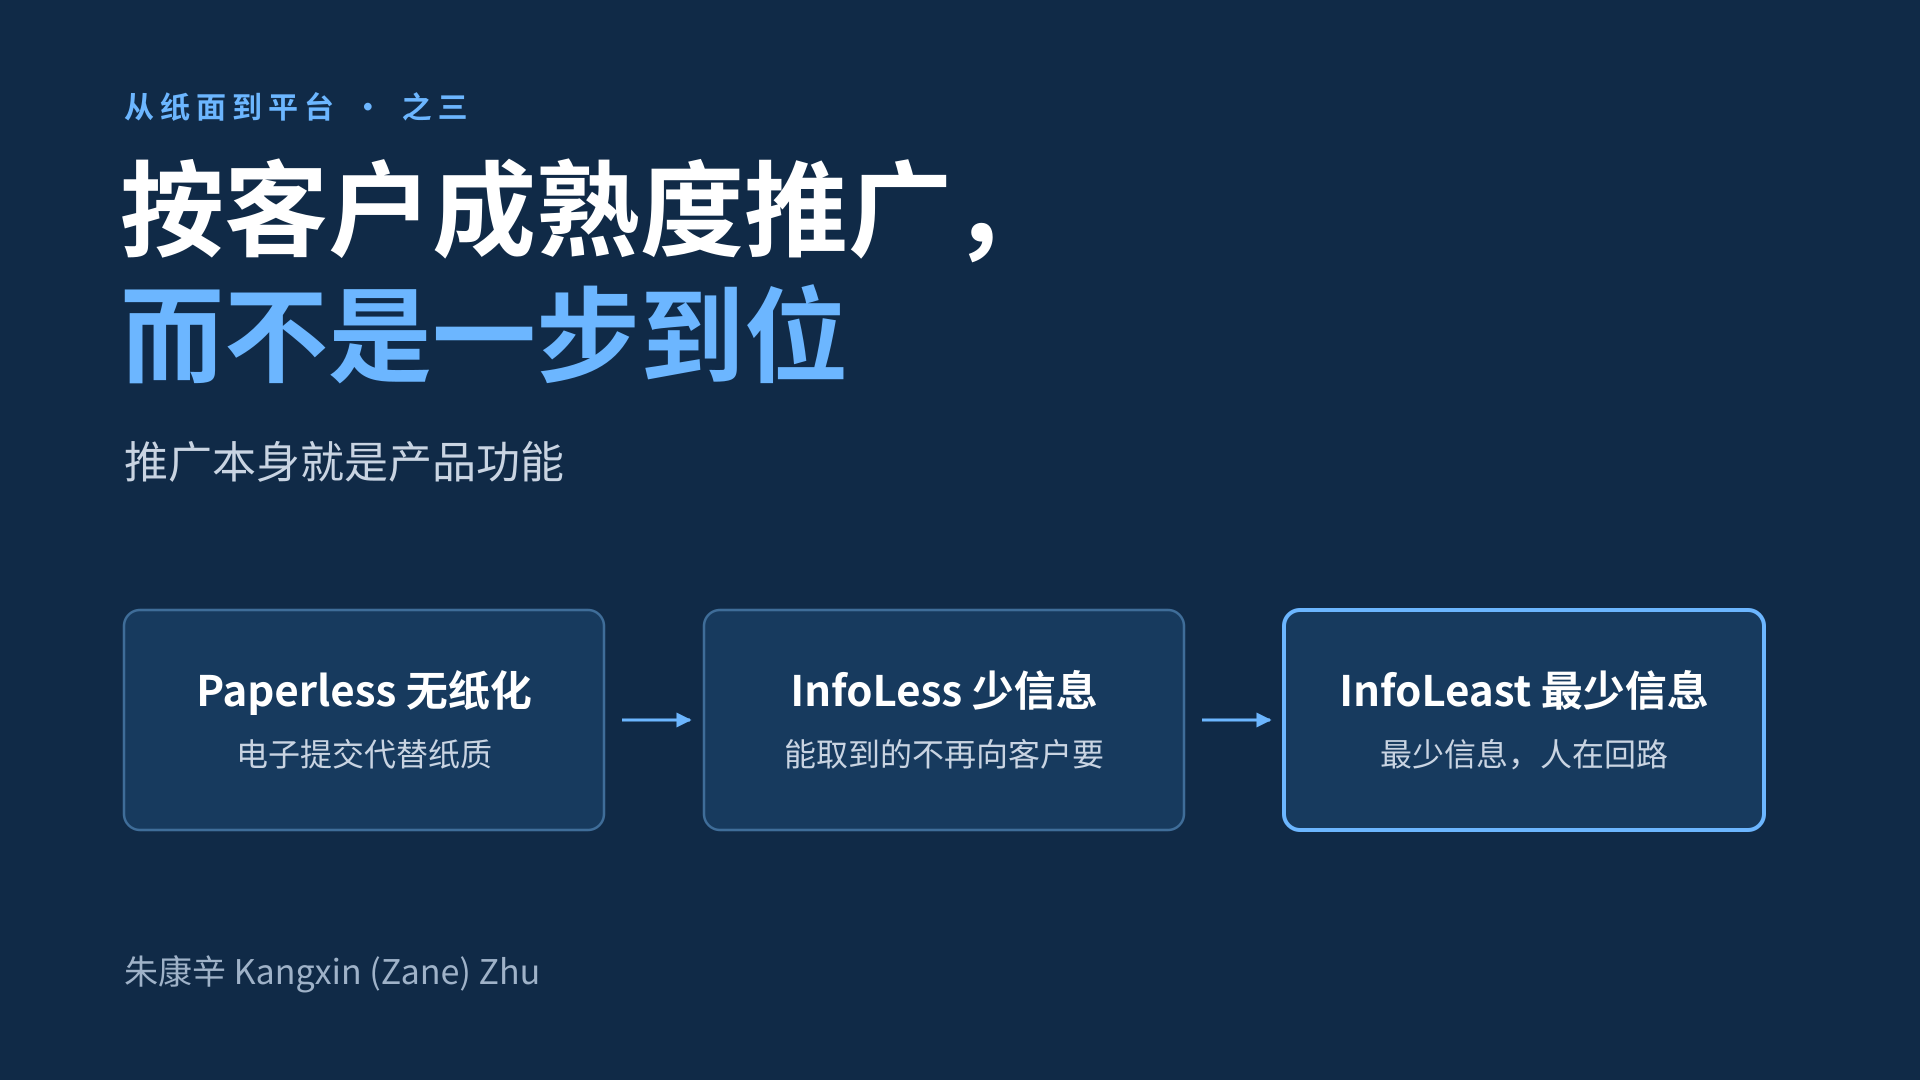 从纸面到平台 · 之三
按客户成熟度推广，
而不是一步到位
推广本身就是产品功能
Paperless 无纸化
电子提交代替纸质
InfoLess 少信息
能取到的不再向客户要
InfoLeast 最少信息
最少信息，人在回路
朱康辛 Kangxin (Zane) Zhu